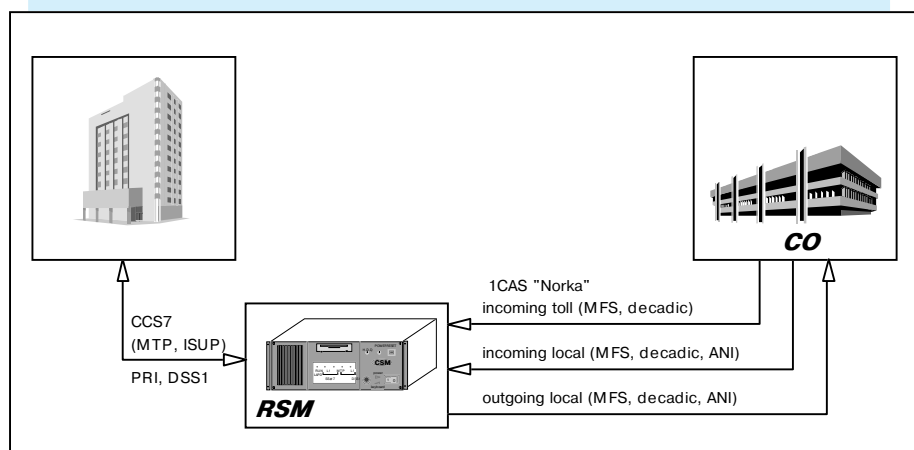 CO
1CAS "Norka"
incoming toll (MFS, decadic)
CCS7
(MTP, ISUP)
incoming local (MFS, decadic, ANI)
PRI, DSS1
CSM
RSM
outgoing local (MFS, decadic, ANI)